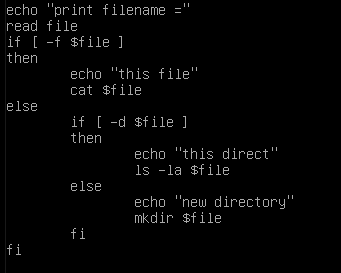 echo "print filename ="
read file
if [ -f $file ]
then
        echo "this file"
        cat $file
else
        if [ -d $file ]
        then
                echo "this direct"
                ls -la $file
        else
                echo "new directory"
                mkdir $file
        fi
fi